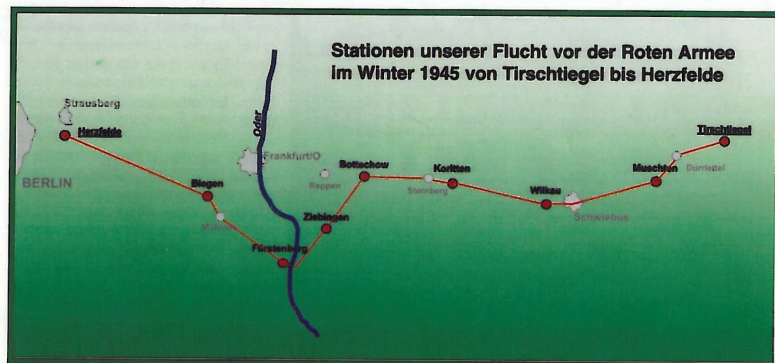 Stationen unserer Flucht vor der Roten Armee
im Winter 1945 von Tirschtiegel bis Herzfelde
Strausberg
Herzfelde
BERLIN
Oder
Frankfurt/O
Biegen
Fürstenberg
Ziebingen
Reppen
Bottschow
Sternberg
Koritten
Wilkau
Schwiebus
Muschten
Dürrlettel
Tirschtiegel